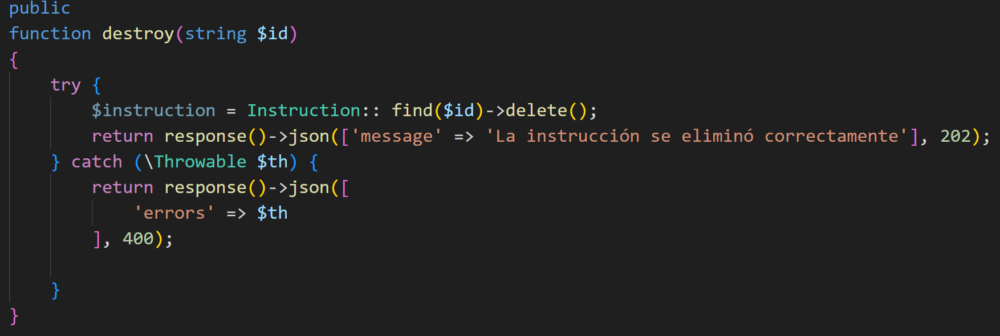 public
function destroy(string $id)
{
    try {
        $instruction = Instruction:: find($id)->delete();
        return response()->json(['message' => 'La instrucción se eliminó correctamente'], 202);
    } catch (\Throwable $th) {
        return response()->json([
            'errors' => $th
        ], 400);
    }
}